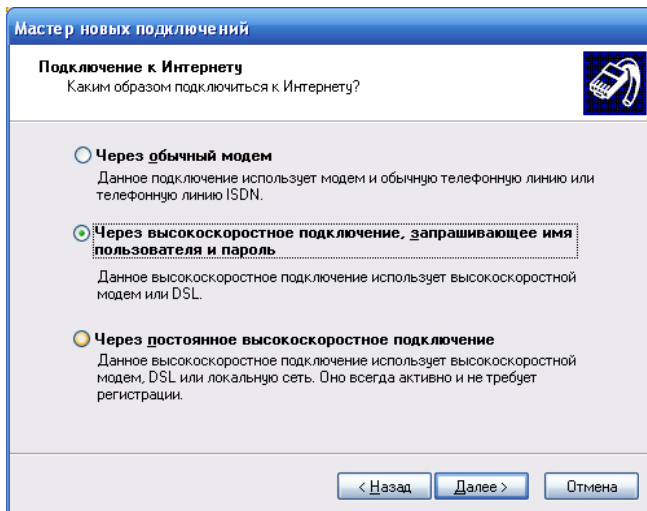 Мастер новых подключений
Подключение к Интернету
Каким образом подключиться к Интернету?
Через обычный модем
Данное подключение использует модем и обычную телефонную линию или
телефонную линию ISDN.
Через высокоскоростное подключение, запрашивающее имя
пользователя и пароль
Данное высокоскоростное подключение использует высокоскоростной
модем или DSL.
Через постоянное высокоскоростное подключение
Данное высокоскоростное подключение использует высокоскоростной
модем, DSL или локальную сеть. Оно всегда активно и не требует
регистрации.
< Назад Далее > Отмена